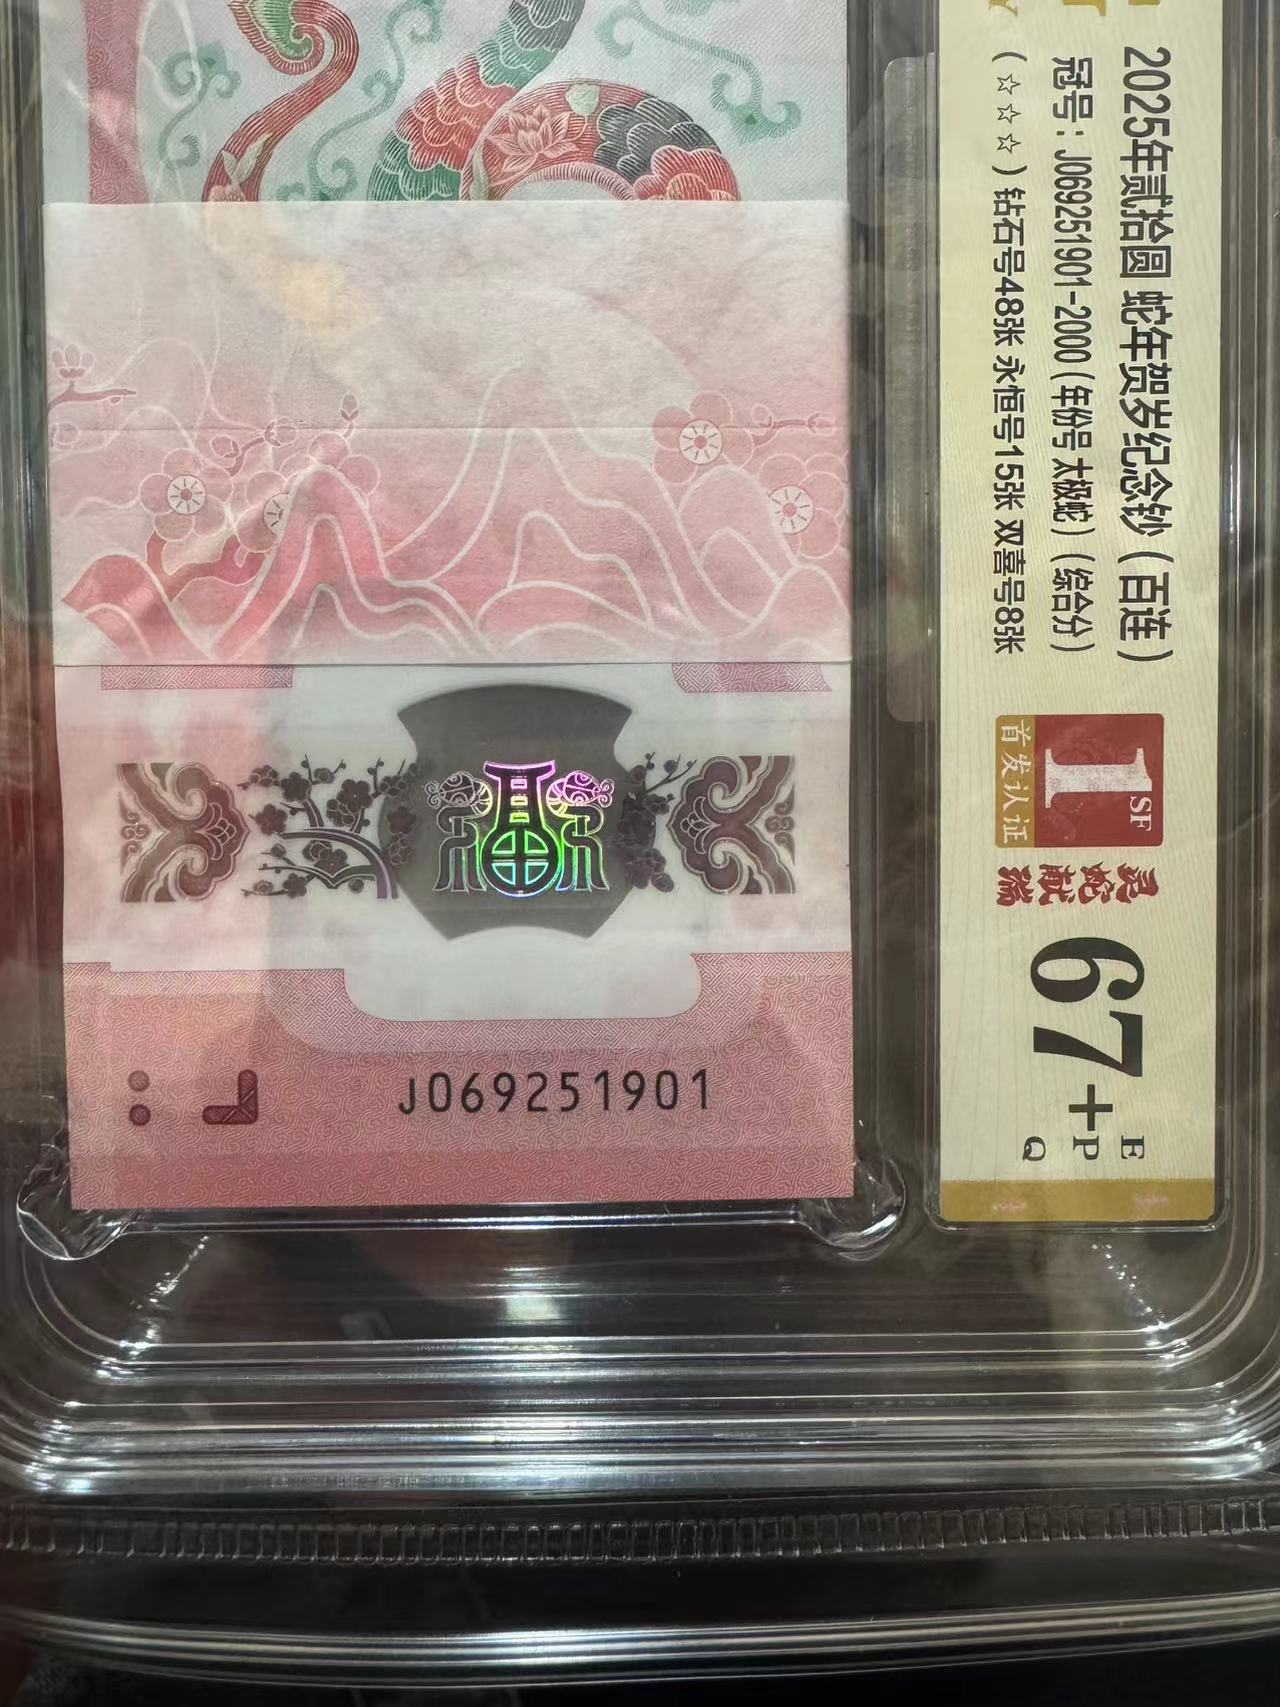 2025年贰拾圆 蛇年贺岁纪念钞（百连）
冠号：J069251901-2000（年份号 太极蛇）（综合分）
（☆☆☆）钻石号48张 永恒号15张 双喜号8张
1
SF
首发认证
灵蛇献瑞
67+
E
P
Q
J069251901